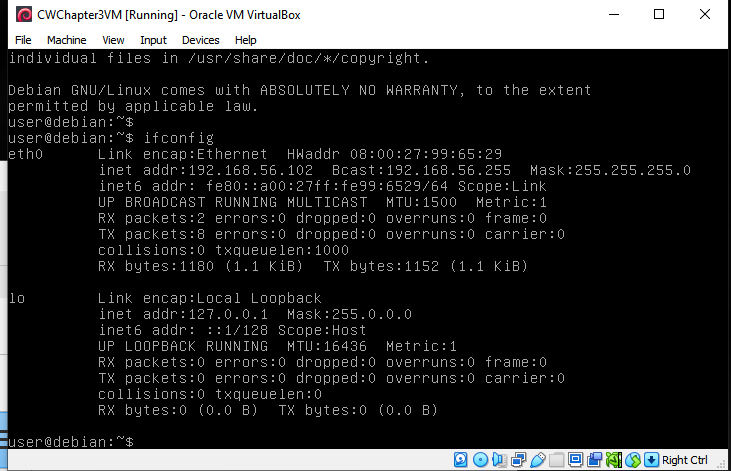 CWChapter3VM [Running] - Oracle VM VirtualBox
File Machine View Input Devices Help
individual files in /usr/share/doc/*/copyright.
Debian GNU/Linux comes with ABSOLUTELY NO WARRANTY, to the extent
permitted by applicable law.
user@debian:~$
user@debian:~$ ifconfig
eth0 Link encap:Ethernet HWaddr 08:00:27:99:65:29
inet addr:192.168.56.102 Bcast:192.168.56.255 Mask:255.255.255.0
inet6 addr: fe80::a00:27ff:fe99:6529/64 Scope:Link
UP BROADCAST RUNNING MULTICAST MTU:1500 Metric:1
RX packets:2 errors:0 dropped:0 overruns:0 frame:0
TX packets:8 errors:0 dropped:0 overruns:0 carrier:0
collisions:0 txqueuelen:1000
RX bytes:1180 (1.1 KiB) TX bytes:1152 (1.1 KiB)
lo Link encap:Local Loopback
inet addr:127.0.0.1 Mask:255.0.0.0
inet6 addr: ::1/128 Scope:Host
UP LOOPBACK RUNNING MTU:16436 Metric:1
RX packets:0 errors:0 dropped:0 overruns:0 frame:0
TX packets:0 errors:0 dropped:0 overruns:0 carrier:0
collisions:0 txqueuelen:0
RX bytes:0 (0.0 B) TX bytes:0 (0.0 B)
user@debian:~$
Right Ctrl